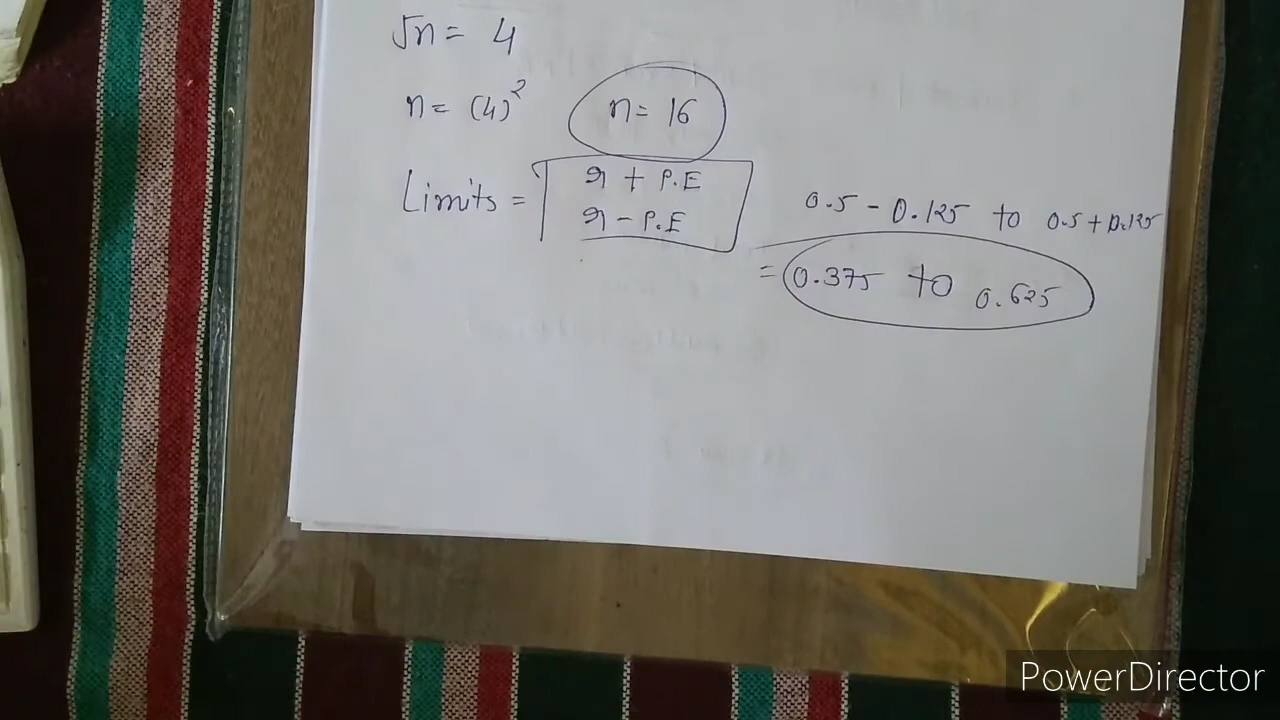 √n = 4
n = (4)² n = 16
Limits = r + P.E
r - P.E
0.5 - 0.125 to 0.5 + 0.125
= 0.375 to 0.625
PowerDirector